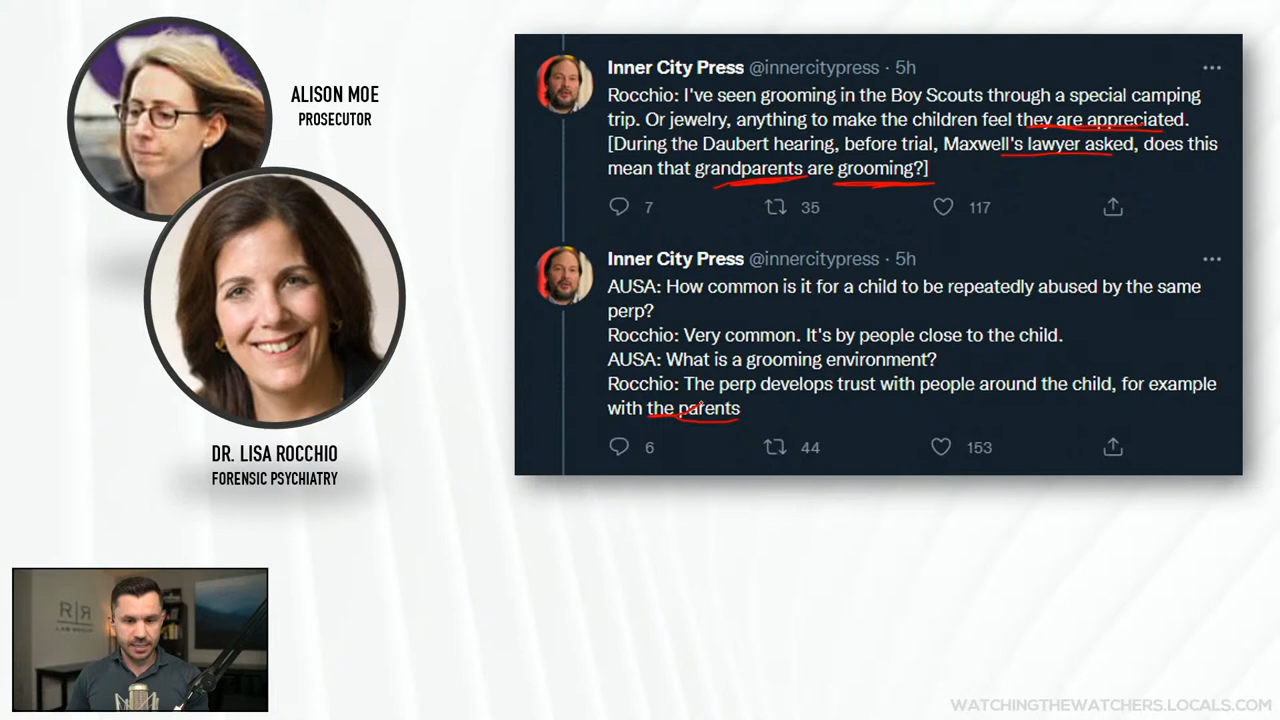 ALISON MOE
PROSECUTOR
DR. LISA ROCCHIO
FORENSIC PSYCHIATRY
Inner City Press @innercitypress · 5h
Rocchio: I've seen grooming in the Boy Scouts through a special camping
trip. Or jewelry, anything to make the children feel they are appreciated.
[During the Daubert hearing, before trial, Maxwell's lawyer asked, does this
mean that grandparents are grooming?]
7 35 117
Inner City Press @innercitypress · 5h
AUSA: How common is it for a child to be repeatedly abused by the same
perp?
Rocchio: Very common. It's by people close to the child.
AUSA: What is a grooming environment?
Rocchio: The perp develops trust with people around the child, for example
with the parents
6 44 153
R|R
LAW GROUP
WATCHINGTHEWATCHERS.LOCALS.COM